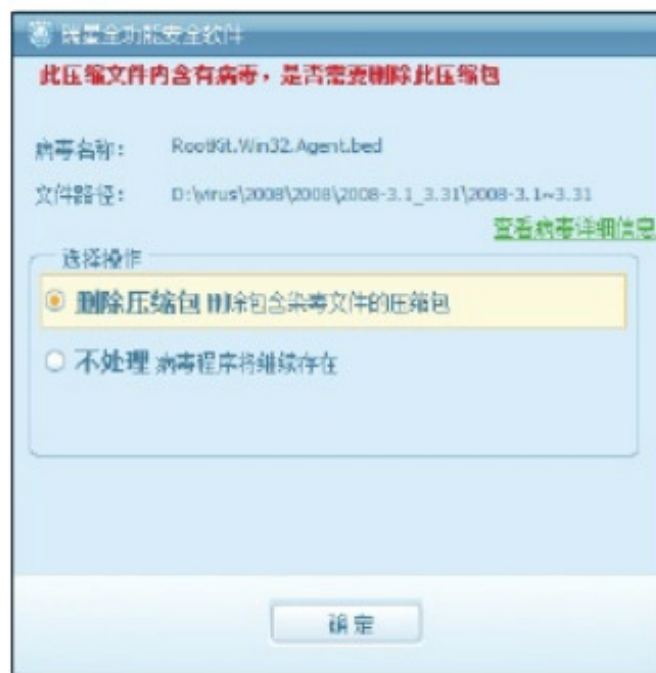 瑞星全功能安全软件
此压缩文件内含有病毒，是否需要删除此压缩包
病毒名称： RootKit.Win32.Agent.bed
文件路径： D:\virus\2008\2008\2008-3.1_3.31\2008-3.1~3.31
查看病毒详细信息
选择操作
删除压缩包 删除包含染毒文件的压缩包
不处理 病毒程序将继续存在
确定